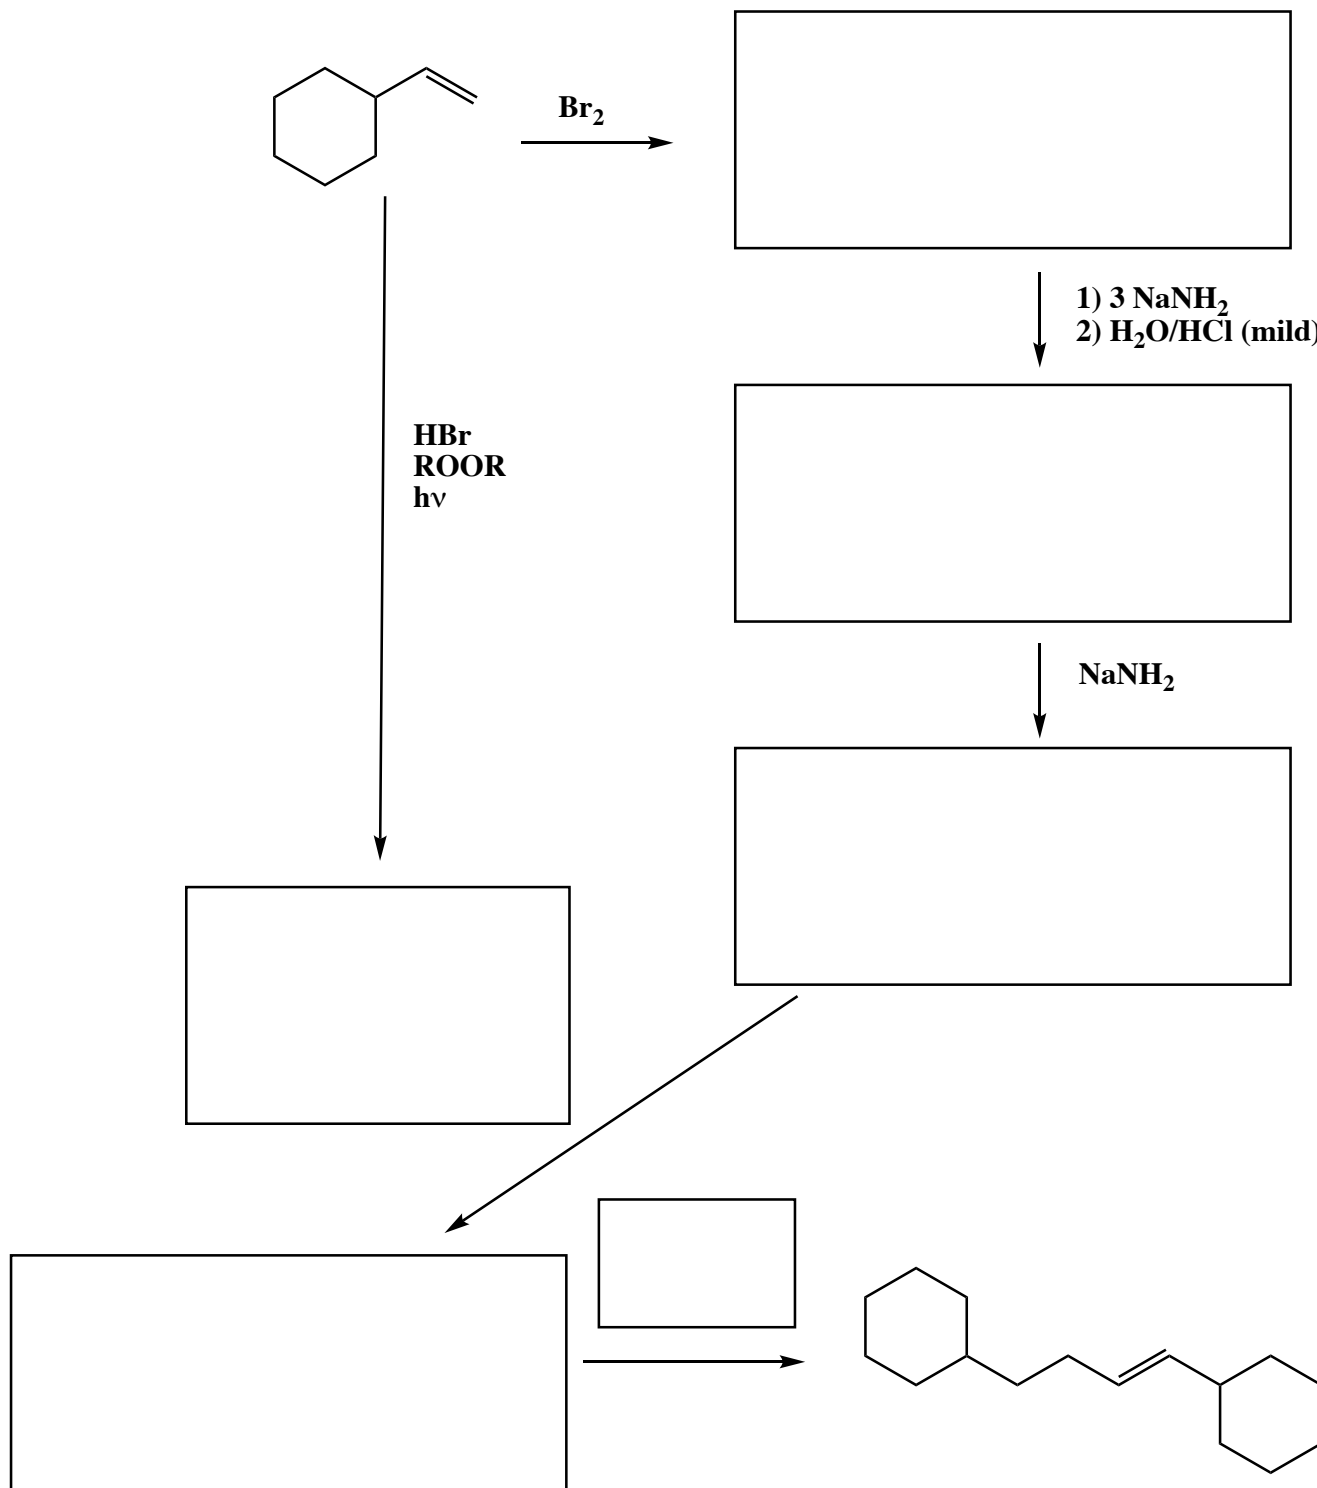 Br₂
1) 3 NaNH₂
2) H₂O/HCl (mild)
HBr
ROOR
hν
NaNH₂